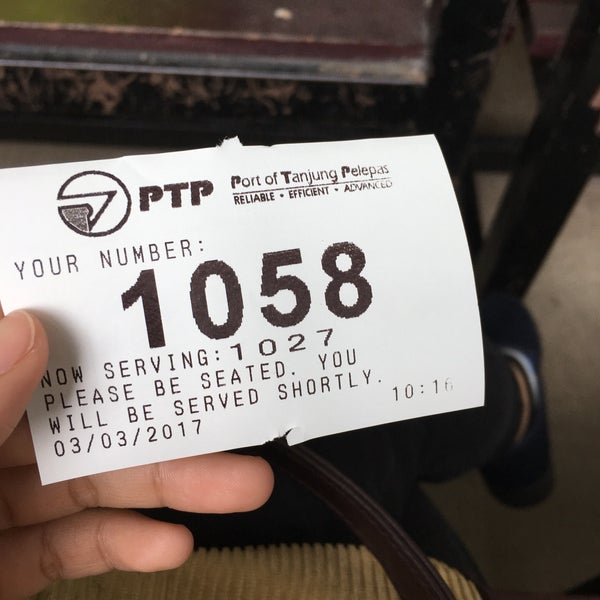 PTP
Port of Tanjung Pelepas
RELIABLE • EFFICIENT • ADVANCED
YOUR NUMBER:
1058
NOW SERVING:1027
PLEASE BE SEATED. YOU
WILL BE SERVED SHORTLY.
03/03/2017 10:16